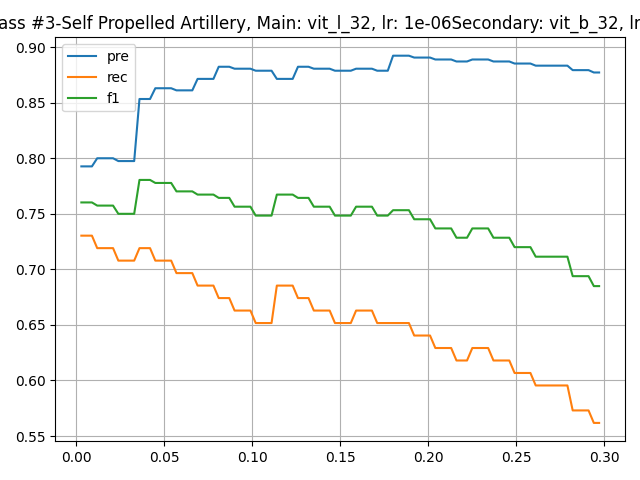 ass #3-Self Propelled Artillery, Main: vit_l_32, lr: 1e-06Secondary: vit_b_32, lr
pre
rec
f1
0.90
0.85
0.80
0.75
0.70
0.65
0.60
0.55
0.00 0.05 0.10 0.15 0.20 0.25 0.30